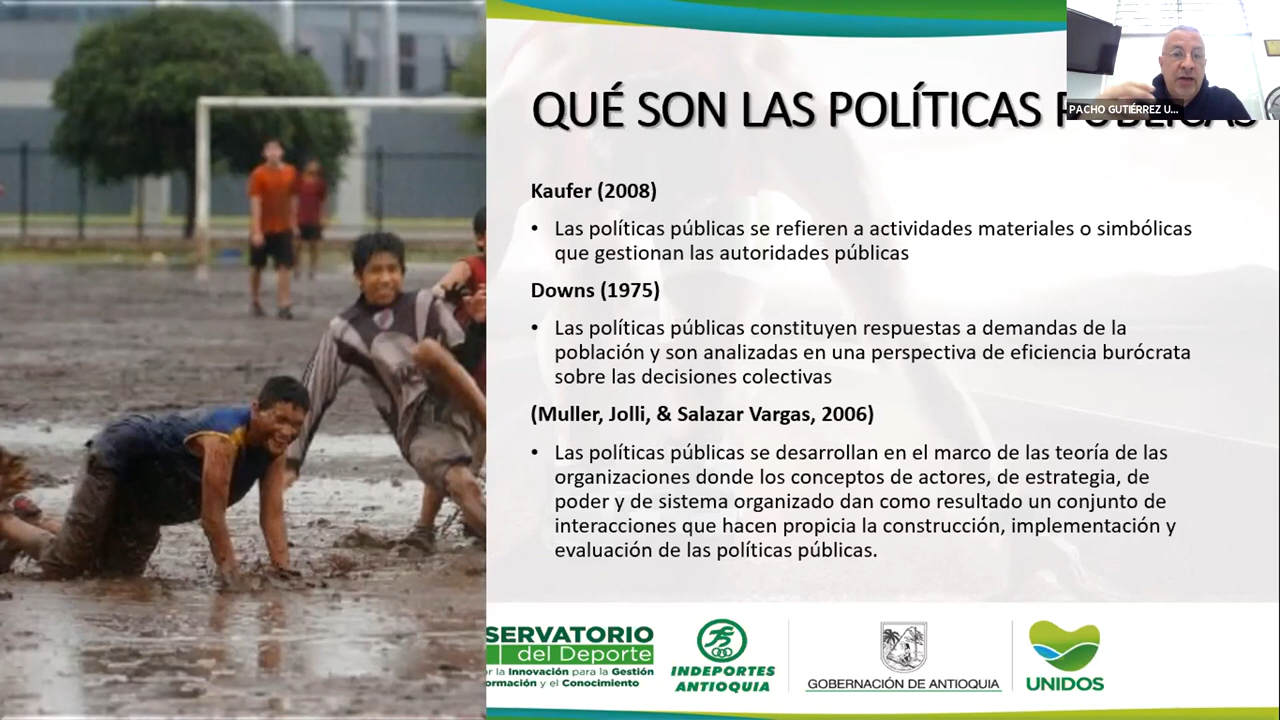 QUÉ SON LAS POLÍTICAS
PACHO GUTIÉRREZ U...
Kaufer (2008)
• Las políticas públicas se refieren a actividades materiales o simbólicas
que gestionan las autoridades públicas
Downs (1975)
• Las políticas públicas constituyen respuestas a demandas de la
población y son analizadas en una perspectiva de eficiencia burócrata
sobre las decisiones colectivas
(Muller, Jolli, & Salazar Vargas, 2006)
• Las políticas públicas se desarrollan en el marco de las teoría de las
organizaciones donde los conceptos de actores, de estrategia, de
poder y de sistema organizado dan como resultado un conjunto de
interacciones que hacen propicia la construcción, implementación y
evaluación de las políticas públicas.
SERVATORIO
del Deporte
or la Innovación para la Gestión
ormación y el Conocimiento
INDEPORTES
ANTIOQUIA
GOBERNACIÓN DE ANTIOQUIA
UNIDOS